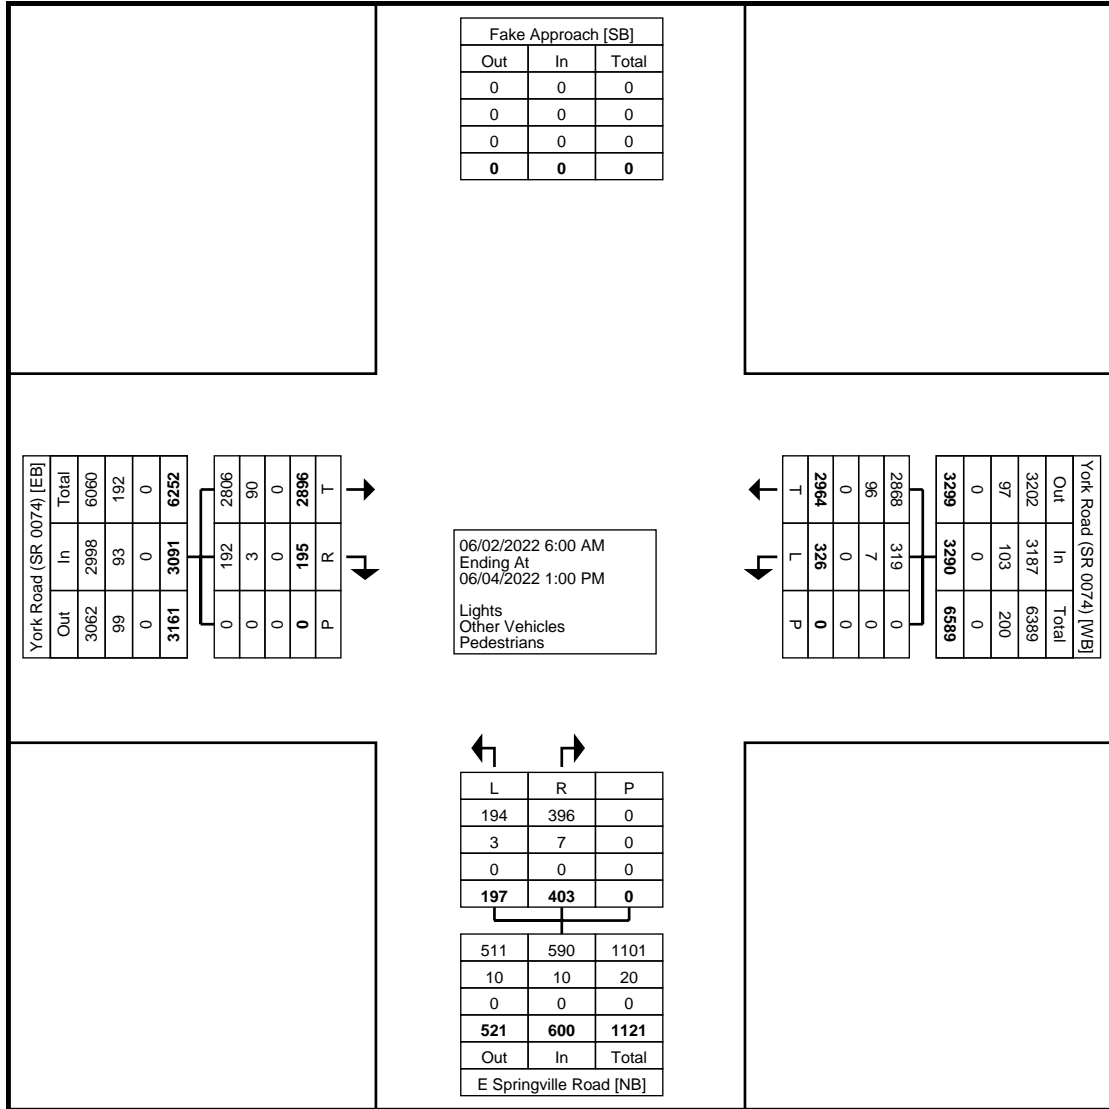 Fake Approach [SB]
Out In Total
0 0 0
0 0 0
0 0 0
0 0 0
York Road (SR 0074) [EB]
Total 6060 192 0 6252
In 2998 93 0 3091
Out 3062 99 0 3161
2806 90 0 2896 T
192 3 0 195 R
0 0 0 0 P
06/02/2022 6:00 AM
Ending At
06/04/2022 1:00 PM
Lights
Other Vehicles
Pedestrians
T 2964 0 96 2868
L 326 0 7 319
P 0 0 0 0
York Road (SR 0074) [WB]
Out In Total
3202 3187 6389
97 103 200
0 0 0
3299 3290 6589
L R P
194 396 0
3 7 0
0 0 0
197 403 0
511 590 1101
10 10 20
0 0 0
521 600 1121
Out In Total
E Springville Road [NB]